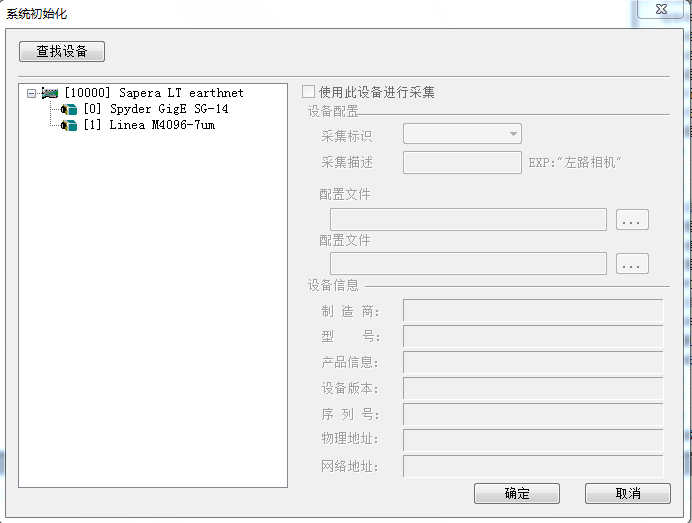 系统初始化
查找设备
[10000] Sapera LT earthnet
[0] Spyder GigE SG-14
[1] Linea M4096-7um
使用此设备进行采集
设备配置
采集标识
采集描述 EXP:"左路相机"
配置文件
...
配置文件
...
设备信息
制 造 商:
型 号:
产品信息:
设备版本:
序 列 号:
物理地址:
网络地址:
确定 取消